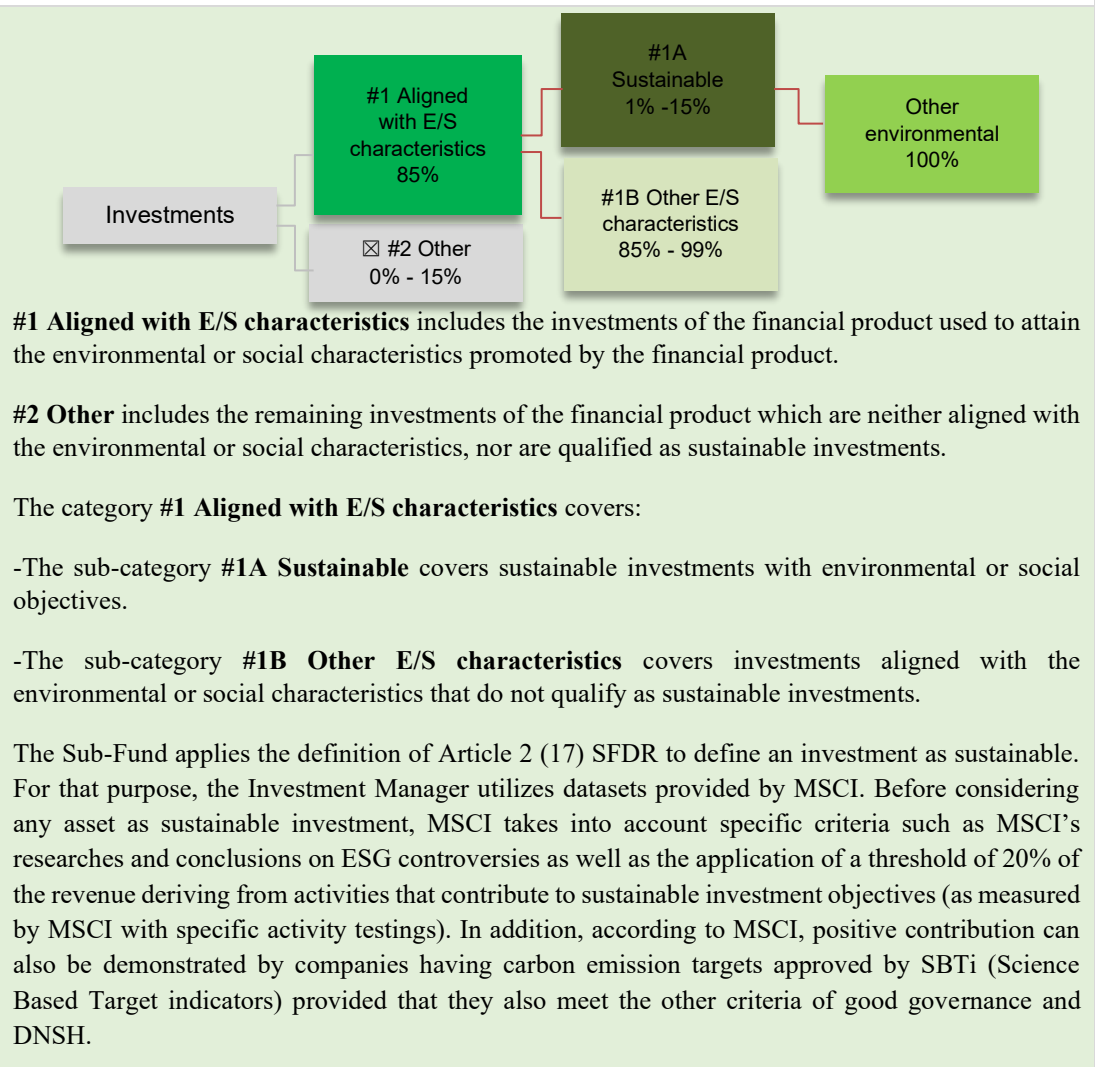 Investments
#1 Aligned
with E/S
characteristics
85%
☒ #2 Other
0% - 15%
#1A
Sustainable
1% -15%
#1B Other E/S
characteristics
85% - 99%
Other
environmental
100%
#1 Aligned with E/S characteristics includes the investments of the financial product used to attain
the environmental or social characteristics promoted by the financial product.
#2 Other includes the remaining investments of the financial product which are neither aligned with
the environmental or social characteristics, nor are qualified as sustainable investments.
The category #1 Aligned with E/S characteristics covers:
-The sub-category #1A Sustainable covers sustainable investments with environmental or social
objectives.
-The sub-category #1B Other E/S characteristics covers investments aligned with the
environmental or social characteristics that do not qualify as sustainable investments.
The Sub-Fund applies the definition of Article 2 (17) SFDR to define an investment as sustainable.
For that purpose, the Investment Manager utilizes datasets provided by MSCI. Before considering
any asset as sustainable investment, MSCI takes into account specific criteria such as MSCI’s
researches and conclusions on ESG controversies as well as the application of a threshold of 20% of
the revenue deriving from activities that contribute to sustainable investment objectives (as measured
by MSCI with specific activity testings). In addition, according to MSCI, positive contribution can
also be demonstrated by companies having carbon emission targets approved by SBTi (Science
Based Target indicators) provided that they also meet the other criteria of good governance and
DNSH.